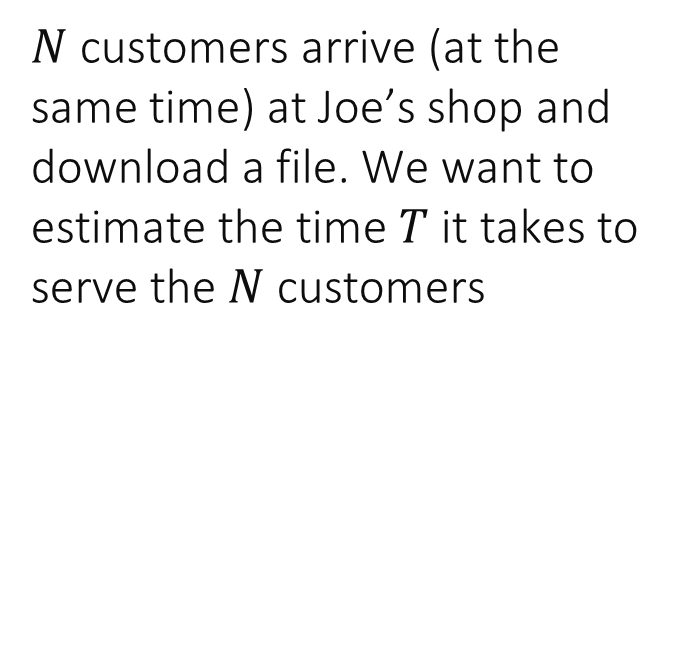 N customers arrive (at the
same time) at Joe’s shop and
download a file. We want to
estimate the time T it takes to
serve the N customers